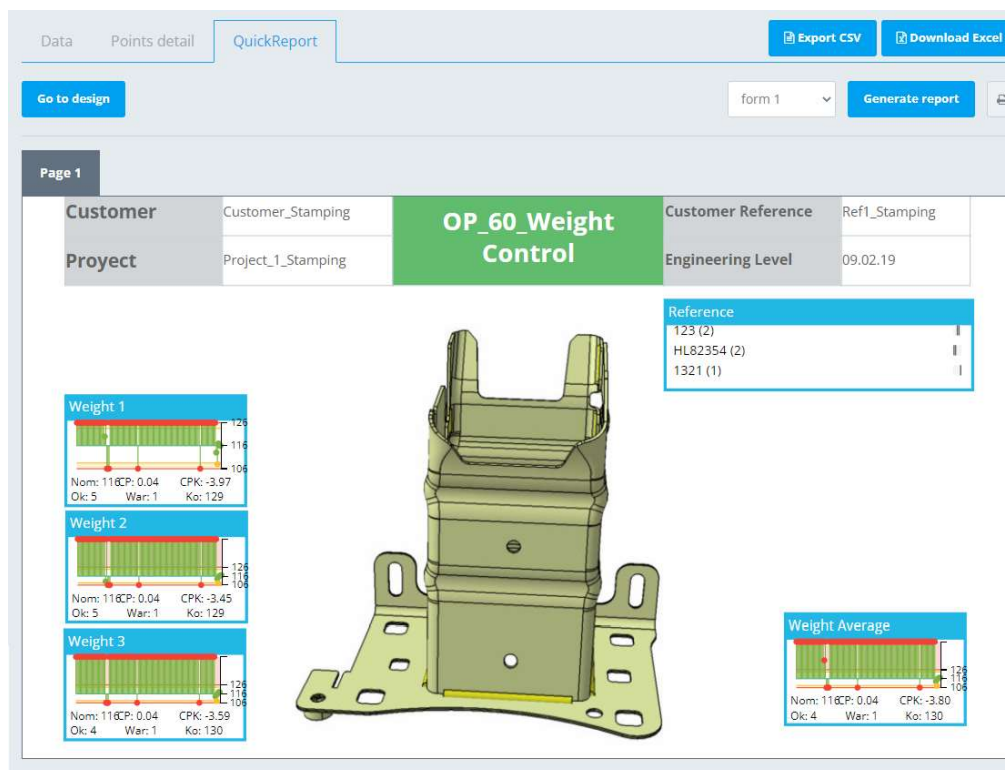 Data Points detail QuickReport Export CSV Download Excel
Go to design form 1 Generate report
Page 1
Customer Customer_Stamping OP_60_Weight Control Customer Reference Ref1_Stamping
Proyect Project_1_Stamping Engineering Level 09.02.19
Reference
123 (2)
HL82354 (2)
1321 (1)
Weight 1
126
116
106
Nom: 116 CP: 0.04 CPK: -3.97
Ok: 5 War: 1 Ko: 129
Weight 2
126
116
106
Nom: 116 CP: 0.04 CPK: -3.45
Ok: 5 War: 1 Ko: 129
Weight 3
126
116
106
Nom: 116 CP: 0.04 CPK: -3.59
Ok: 4 War: 1 Ko: 130
Weight Average
126
116
106
Nom: 116 CP: 0.04 CPK: -3.80
Ok: 4 War: 1 Ko: 130